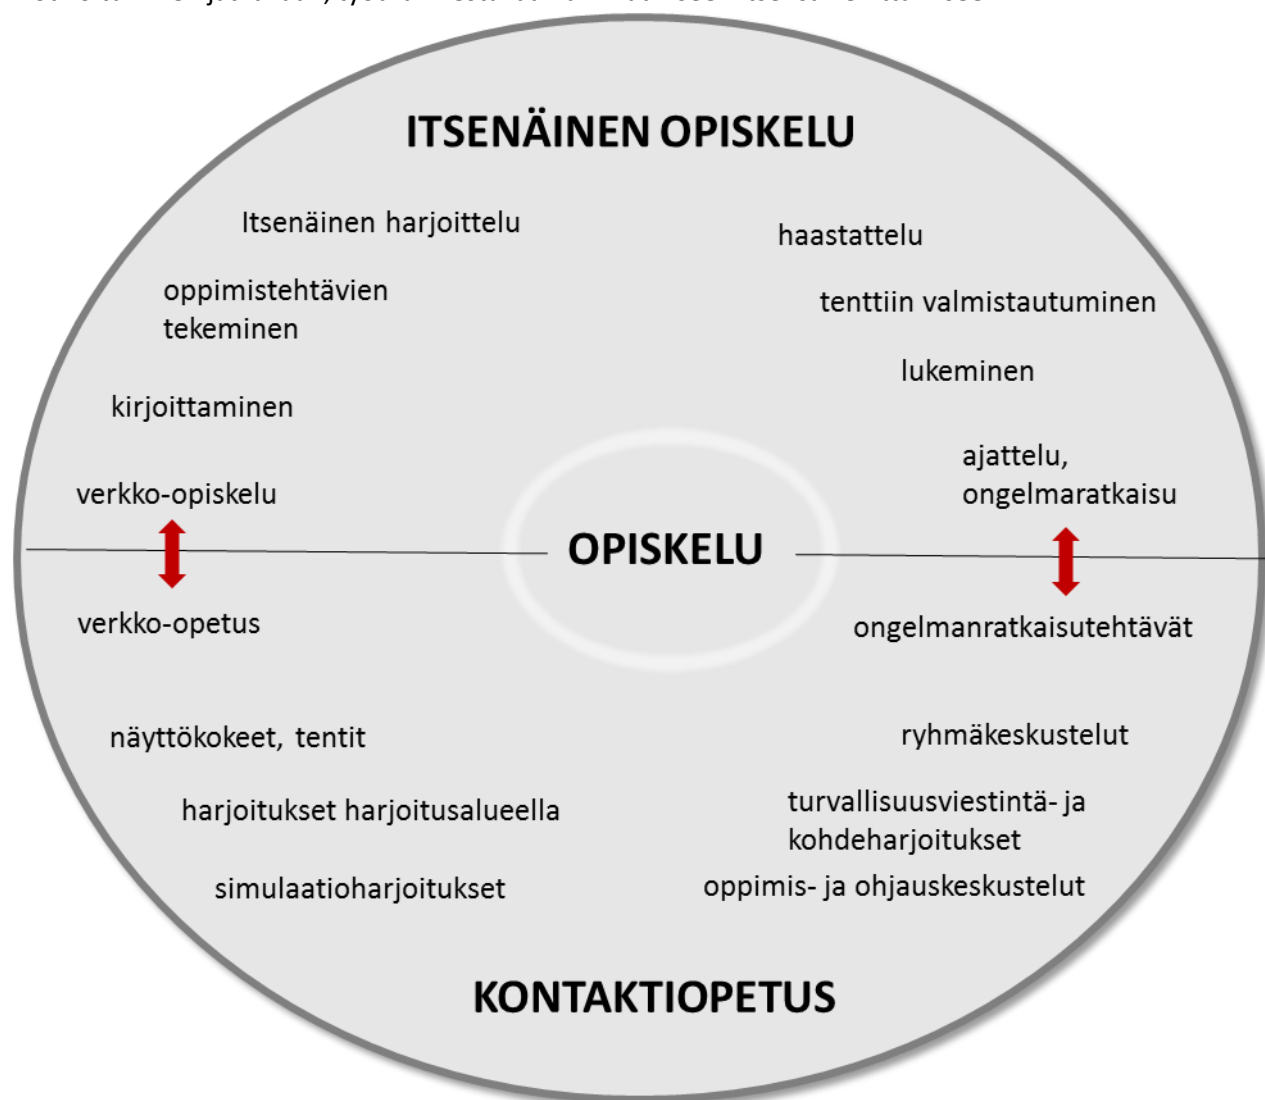 ITSENÄINEN OPISKELU
Itsenäinen harjoittelu
haastattelu
oppimistehtävien
tekeminen
tenttiin valmistautuminen
lukeminen
kirjoittaminen
ajattelu,
ongelmaratkaisu
verkko-opiskelu
OPISKELU
verkko-opetus
ongelmanratkaisutehtävät
näyttökokeet, tentit
ryhmäkeskustelut
harjoitukset harjoitusalueella
turvallisuusviestintä- ja
kohdeharjoitukset
simulaatioharjoitukset
oppimis- ja ohjauskeskustelut
KONTAKTIOPETUS